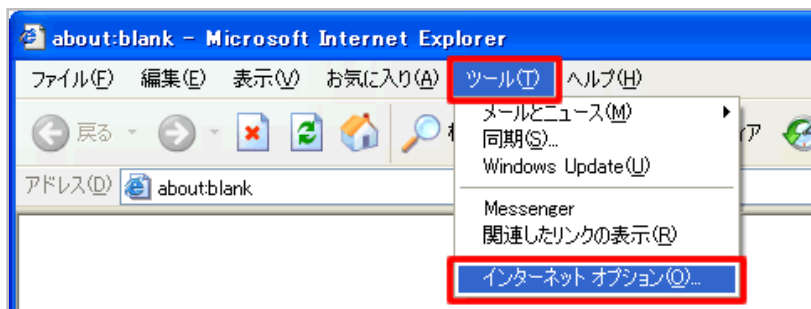 about:blank - Microsoft Internet Explorer
ファイル(F) 編集(E) 表示(V) お気に入り(A) ツール(T) ヘルプ(H)
メールとニュース(M)
戻る
同期(S)...
Windows Update(U)
アドレス(D) about:blank
Messenger
関連したリンクの表示(R)
インターネット オプション(O)...